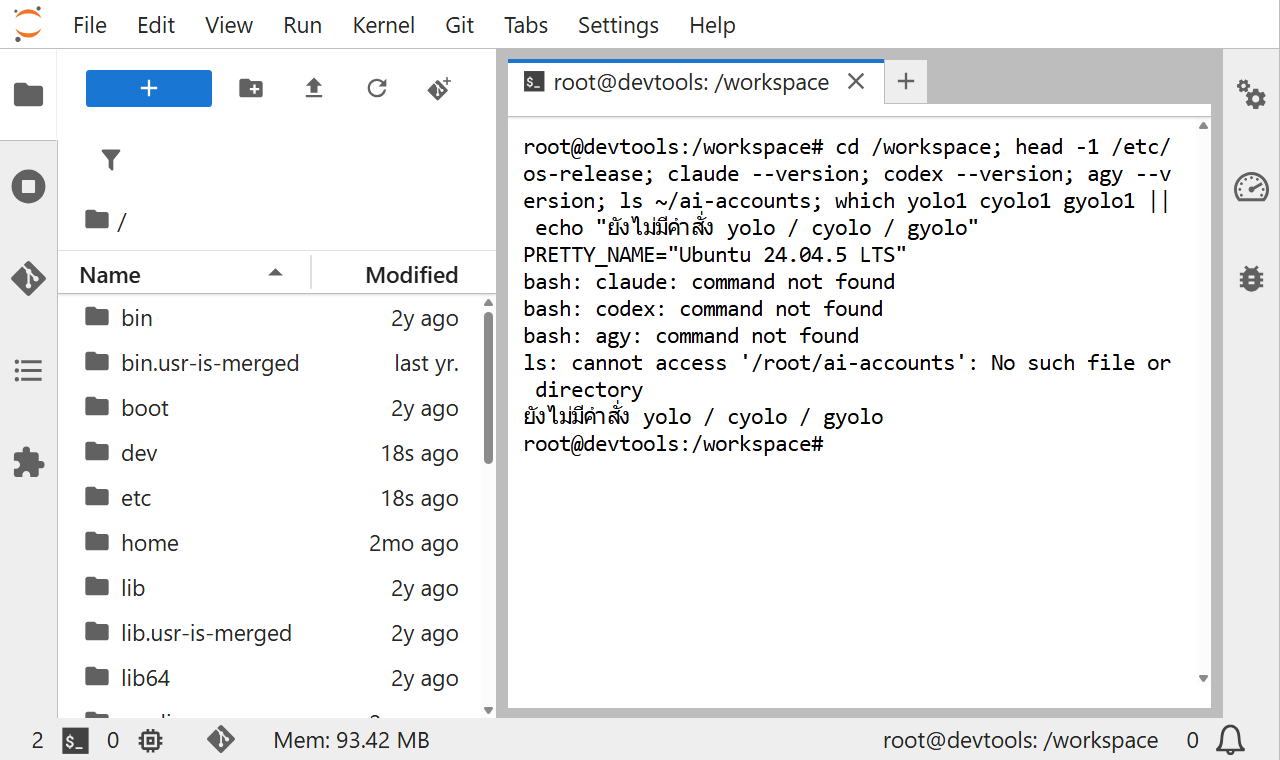 File Edit View Run Kernel Git Tabs Settings Help
root@devtools: /workspace
/
Name Modified
bin 2y ago
bin.usr-is-merged last yr.
boot 2y ago
dev 18s ago
etc 18s ago
home 2mo ago
lib 2y ago
lib.usr-is-merged 2y ago
lib64 2y ago
root@devtools:/workspace# cd /workspace; head -1 /etc/
os-release; claude --version; codex --version; agy --v
ersion; ls ~/ai-accounts; which yolo1 cyolo1 gyolo1 ||
echo "ยังไม่มีคำสั่ง yolo / cyolo / gyolo"
PRETTY_NAME="Ubuntu 24.04.5 LTS"
bash: claude: command not found
bash: codex: command not found
bash: agy: command not found
ls: cannot access '/root/ai-accounts': No such file or
directory
ยังไม่มีคำสั่ง yolo / cyolo / gyolo
root@devtools:/workspace#
2 $_ 0 Mem: 93.42 MB root@devtools: /workspace 0